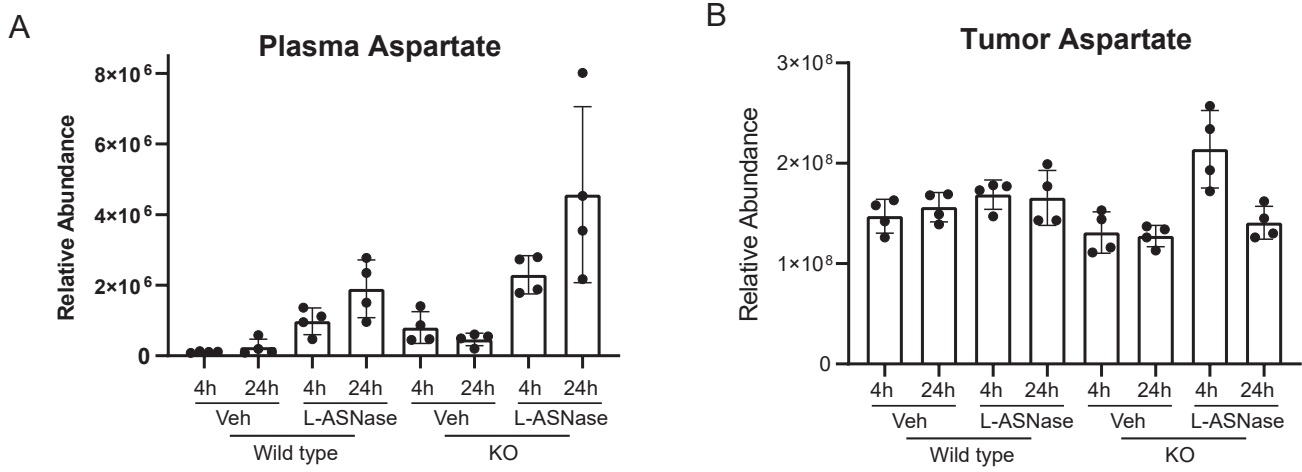 A
Plasma Aspartate
Relative Abundance
8×10⁶
6×10⁶
4×10⁶
2×10⁶
0
4h 24h 4h 24h 4h 24h 4h 24h
Veh L-ASNase Veh L-ASNase
Wild type KO
B
Tumor Aspartate
Relative Abundance
3×10⁸
2×10⁸
1×10⁸
0
4h 24h 4h 24h 4h 24h 4h 24h
Veh L-ASNase Veh L-ASNase
Wild type KO